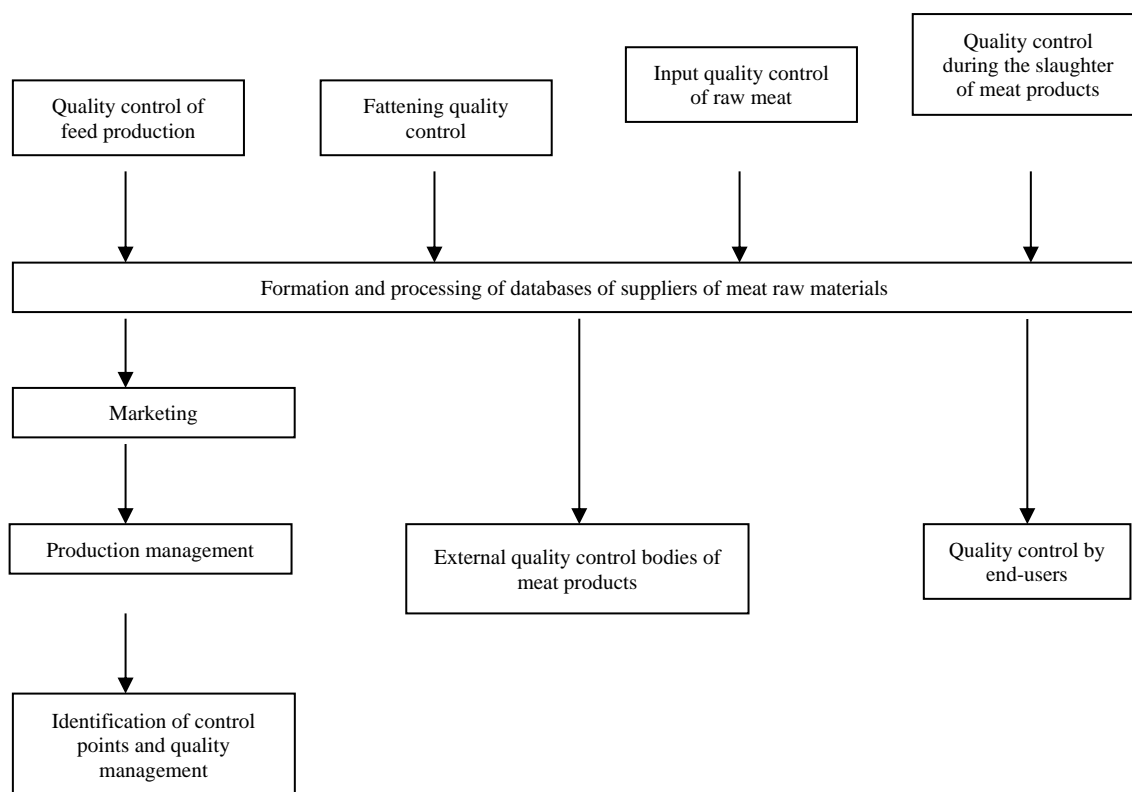 Quality control of
feed production
Fattening quality
control
Input quality control
of raw meat
Quality control
during the slaughter
of meat products
Formation and processing of databases of suppliers of meat raw materials
Marketing
Production management
External quality control bodies of
meat products
Quality control by
end-users
Identification of control
points and quality
management